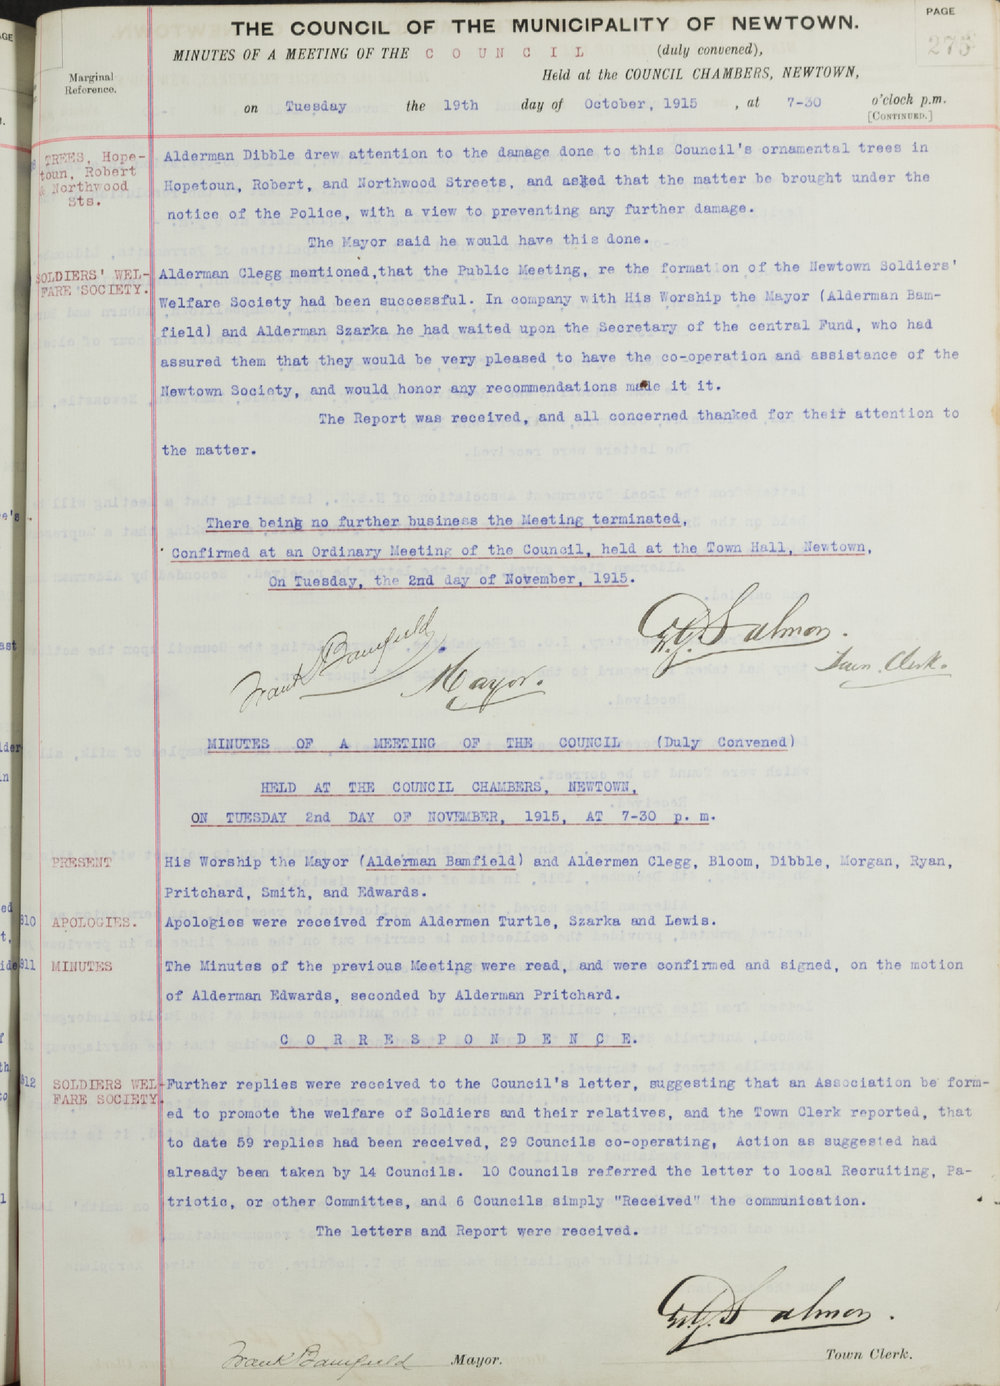 PAGE
275
THE COUNCIL OF THE MUNICIPALITY OF NEWTOWN.
MINUTES OF A MEETING OF THE C O U N C I L (duly convened),
Marginal
Reference.
Held at the COUNCIL CHAMBERS, NEWTOWN,
on Tuesday the 19th day of October, 1915 , at 7-30 o'clock p.m.
[CONTINUED.]
TREES, Hope-
toun, Robert
& Northwood
Sts.
Alderman Dibble drew attention to the damage done to this Council's ornamental trees in
Hopetoun, Robert, and Northwood Streets, and asked that the matter be brought under the
notice of the Police, with a view to preventing any further damage.
The Mayor said he would have this done.
SOLDIERS' WEL-
FARE SOCIETY.
Alderman Clegg mentioned,that the Public Meeting, re the formation of the Newtown Soldiers'
Welfare Society had been successful. In company with His Worship the Mayor (Alderman Bam-
field) and Alderman Szarka he had waited upon the Secretary of the central Fund, who had
assured them that they would be very pleased to have the co-operation and assistance of the
Newtown Society, and would honor any recommendations made it it.
The Report was received, and all concerned thanked for their attention to
the matter.
There being no further business the Meeting terminated,
Confirmed at an Ordinary Meeting of the Council, held at the Town Hall, Newtown,
On Tuesday, the 2nd day of November, 1915.
Frank Bamfield
Mayor.
Salmon.
Town Clerk.
MINUTES OF A MEETING OF THE COUNCIL (Duly Convened)
HELD AT THE COUNCIL CHAMBERS, NEWTOWN,
ON TUESDAY 2nd DAY OF NOVEMBER, 1915, AT 7-30 p. m.
PRESENT
His Worship the Mayor (Alderman Bamfield) and Aldermen Clegg, Bloom, Dibble, Morgan, Ryan,
Pritchard, Smith, and Edwards.
810 APOLOGIES.
Apologies were received from Aldermen Turtle, Szarka and Lewis.
811 MINUTES
The Minutes of the previous Meeting were read, and were confirmed and signed, on the motion
of Alderman Edwards, seconded by Alderman Pritchard.
C O R R E S P O N D E N C E.
812 SOLDIERS WEL-
FARE SOCIETY.
Further replies were received to the Council's letter, suggesting that an Association be form-
ed to promote the welfare of Soldiers and their relatives, and the Town Clerk reported, that
to date 59 replies had been received, 29 Councils co-operating, Action as suggested had
already been taken by 14 Councils. 10 Councils referred the letter to local Recruiting, Pa-
triotic, or other Committes, and 6 Councils simply "Received" the communication.
The letters and Report were received.
Salmon.
Frank Bamfield Mayor.
Town Clerk.